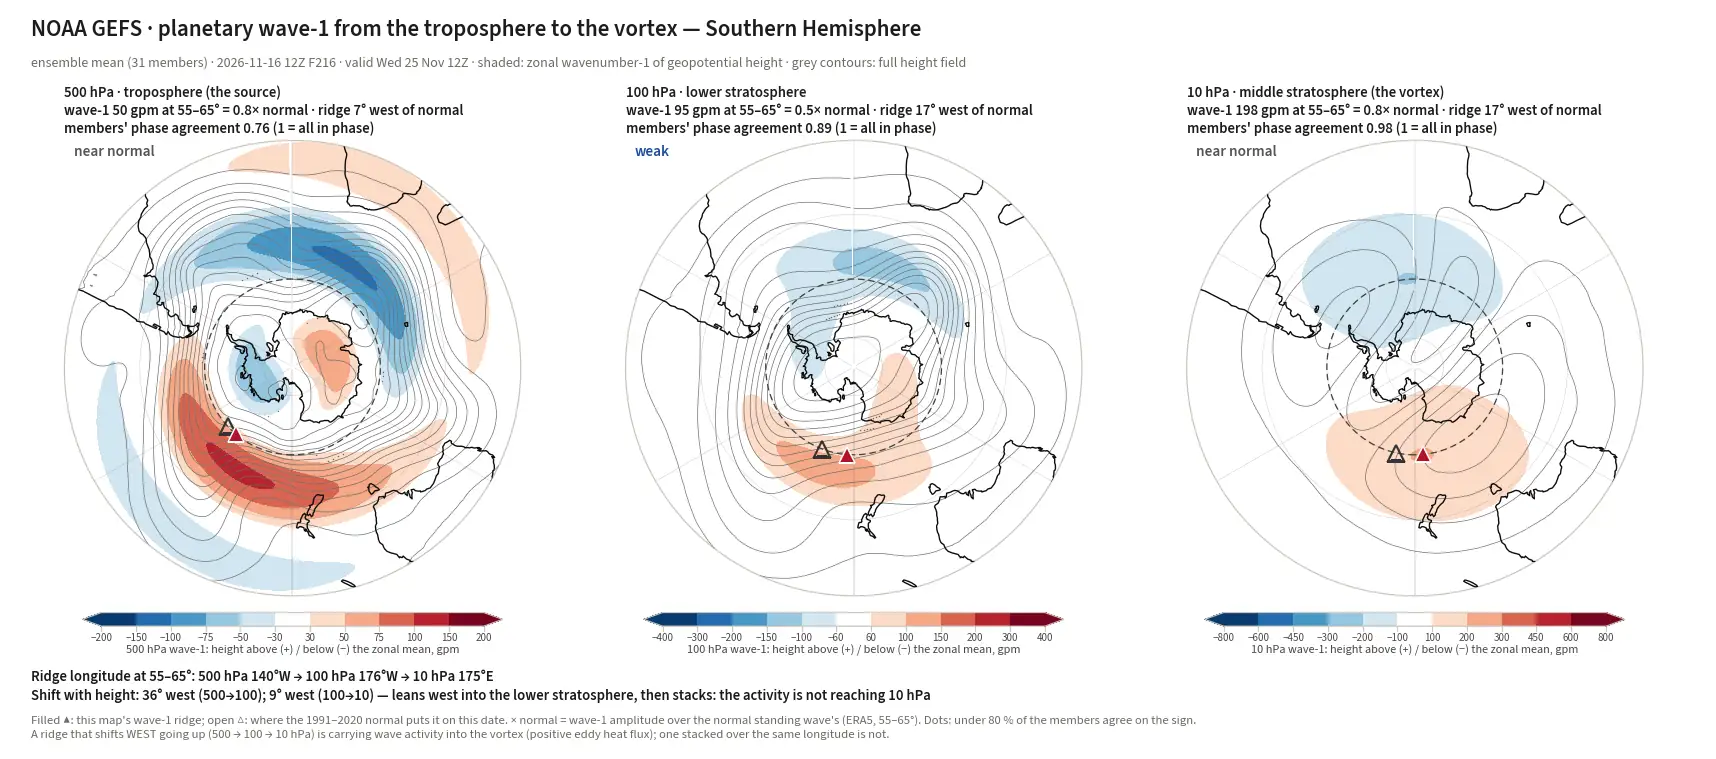 NOAA GEFS · planetary wave-1 from the troposphere to the vortex — Southern Hemisphere
ensemble mean (31 members) · 2026-11-16 12Z F216 · valid Wed 25 Nov 12Z · shaded: zonal wavenumber-1 of geopotential height · grey contours: full height field
500 hPa · troposphere (the source)
wave-1 50 gpm at 55–65° = 0.8× normal · ridge 7° west of normal
members' phase agreement 0.76 (1 = all in phase)
near normal
100 hPa · lower stratosphere
wave-1 95 gpm at 55–65° = 0.5× normal · ridge 17° west of normal
members' phase agreement 0.89 (1 = all in phase)
weak
10 hPa · middle stratosphere (the vortex)
wave-1 198 gpm at 55–65° = 0.8× normal · ridge 17° west of normal
members' phase agreement 0.98 (1 = all in phase)
near normal
−200 −150 −100 −75 −50 −30 30 50 75 100 150 200
500 hPa wave-1: height above (+) / below (−) the zonal mean, gpm
−400 −300 −200 −150 −100 −60 60 100 150 200 300 400
100 hPa wave-1: height above (+) / below (−) the zonal mean, gpm
−800 −600 −450 −300 −200 −100 100 200 300 450 600 800
10 hPa wave-1: height above (+) / below (−) the zonal mean, gpm
Ridge longitude at 55–65°: 500 hPa 140°W → 100 hPa 176°W → 10 hPa 175°E
Shift with height: 36° west (500→100); 9° west (100→10) — leans west into the lower stratosphere, then stacks: the activity is not reaching 10 hPa
Filled ▲: this map's wave-1 ridge; open △: where the 1991–2020 normal puts it on this date. × normal = wave-1 amplitude over the normal standing wave's (ERA5, 55–65°). Dots: under 80 % of the members agree on the sign.
A ridge that shifts WEST going up (500 → 100 → 10 hPa) is carrying wave activity into the vortex (positive eddy heat flux); one stacked over the same longitude is not.